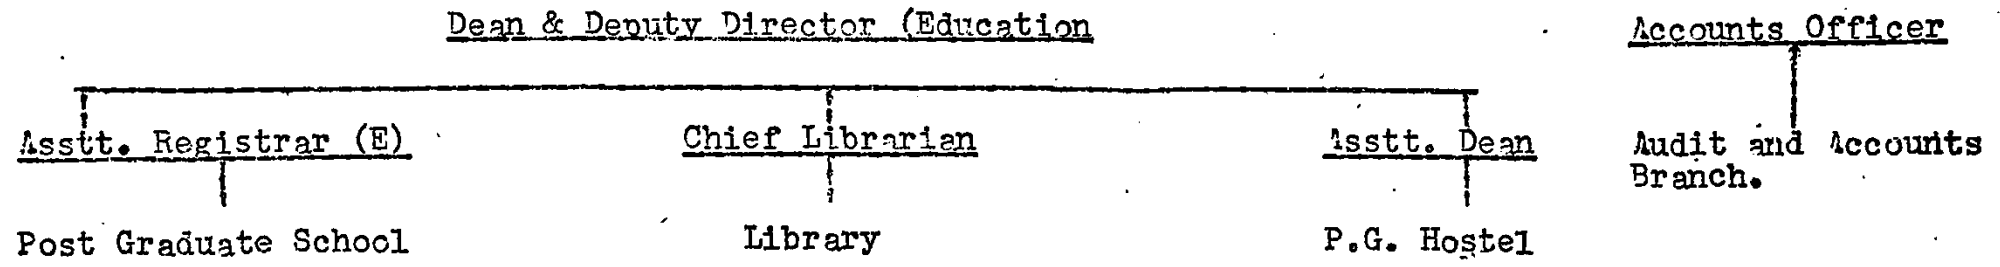 Dean & Deputy Director (Education
Accounts Officer
Asstt. Registrar (E)
Chief Librarian
Asstt. Dean
Audit and Accounts
Branch.
Post Graduate School
Library
P.G. Hostel